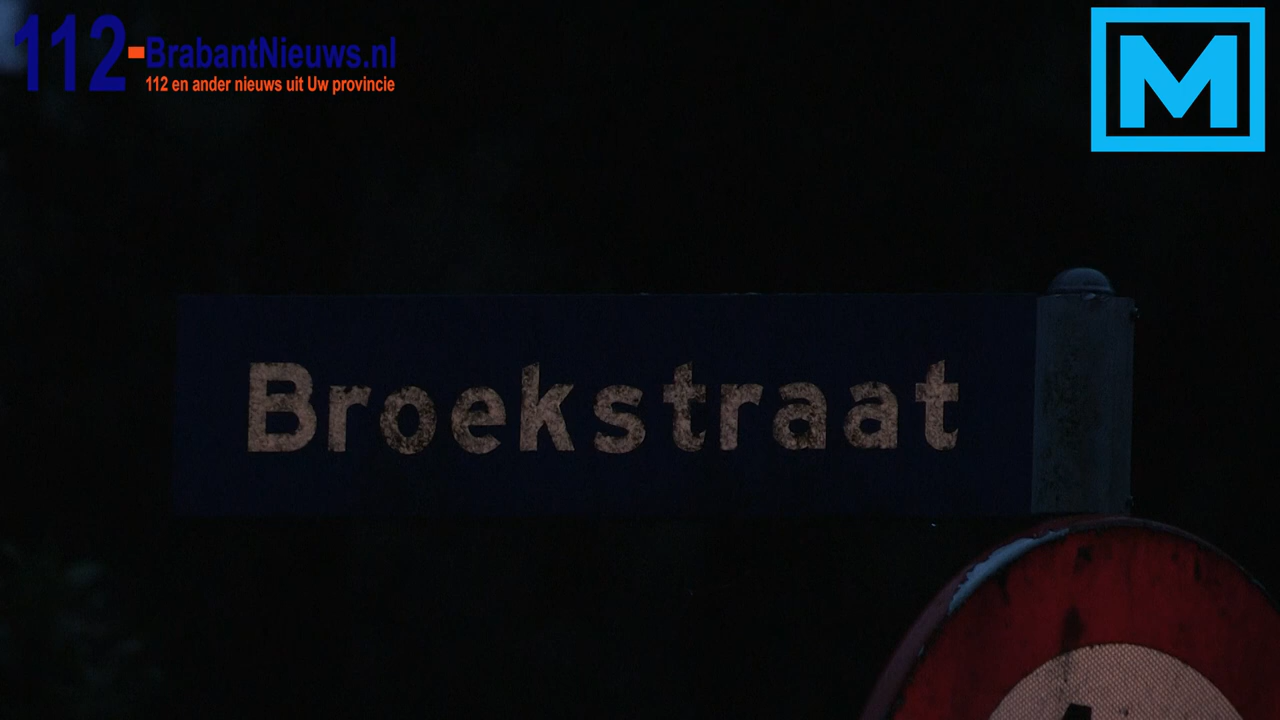 112-BrabantNieuws.nl
112 en ander nieuws uit Uw provincie
M
Broekstraat